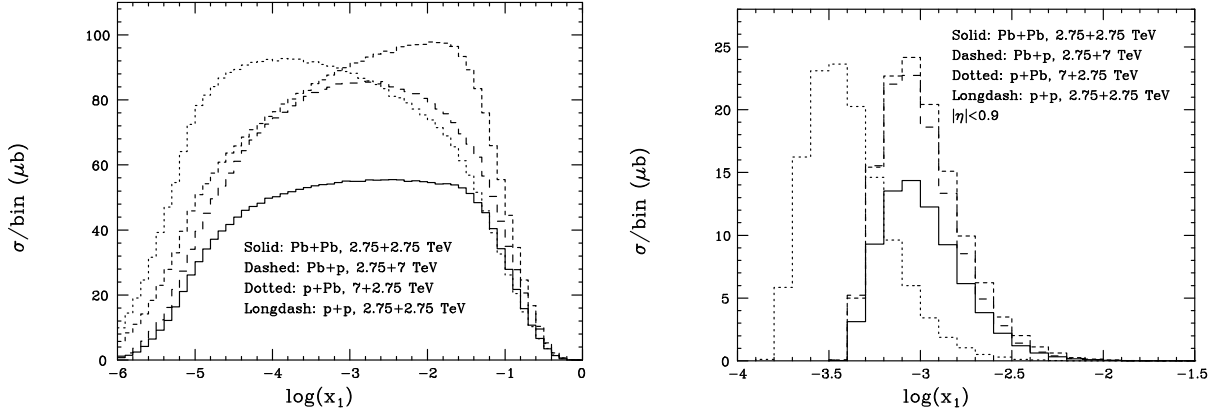 σ/bin (μb)
100
80
60
40
20
0
Solid: Pb+Pb, 2.75+2.75 TeV
Dashed: Pb+p, 2.75+7 TeV
Dotted: p+Pb, 7+2.75 TeV
Longdash: p+p, 2.75+2.75 TeV
−6 −5 −4 −3 −2 −1 0
log(x₁)
σ/bin (μb)
25
20
15
10
5
0
Solid: Pb+Pb, 2.75+2.75 TeV
Dashed: Pb+p, 2.75+7 TeV
Dotted: p+Pb, 7+2.75 TeV
Longdash: p+p, 2.75+2.75 TeV
|η|<0.9
−4 −3.5 −3 −2.5 −2 −1.5
log(x₁)